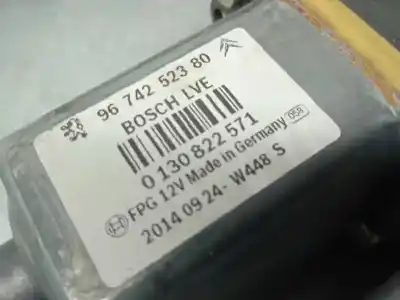 96 742 523 80
BOSCH LVE
0 130 822 571
FPG 12V Made in Germany 058
2014 09 24- W448 S